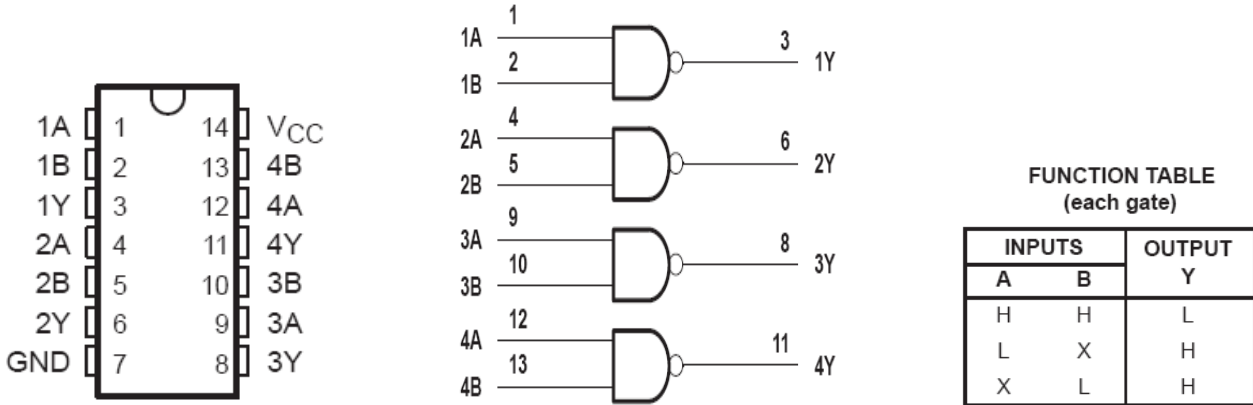 1A 1 14 VCC
1B 2 13 4B
1Y 3 12 4A
2A 4 11 4Y
2B 5 10 3B
2Y 6 9 3A
GND 7 8 3Y
1
1A 3
2 1Y
1B
4
2A 6
5 2Y
2B
9
3A 8
10 3Y
3B
12
4A 11
13 4Y
4B
FUNCTION TABLE
(each gate)
INPUTS OUTPUT
A B Y
H H L
L X H
X L H